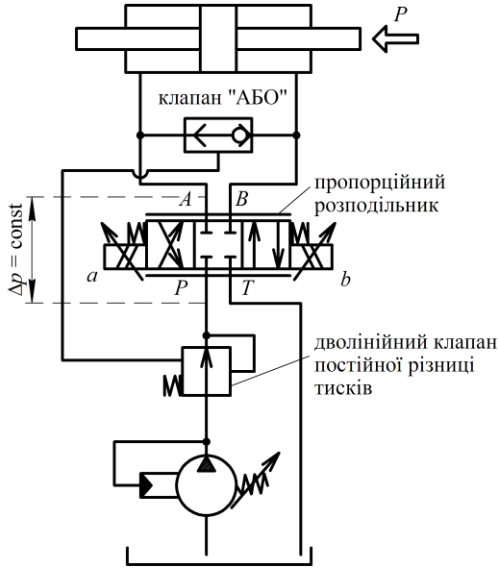 P
клапан "АБО"
A B
пропорційний
розподільник
Δp = const
a
P T
b
дволінійний клапан
постійної різниці
тисків